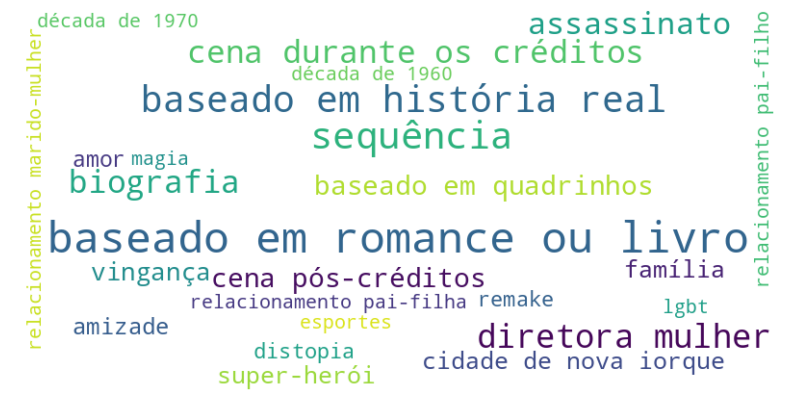 década de 1970
assassinato
cena durante os créditos
década de 1960
baseado em história real
sequência
amor
magia
biografia
baseado em quadrinhos
baseado em romance ou livro
vingança
cena pós-créditos
família
relacionamento pai-filha
remake
lgbt
amizade
esportes
diretora mulher
distopia
cidade de nova iorque
super-herói
relacionamento marido-mulher
relacionamento pai-filho